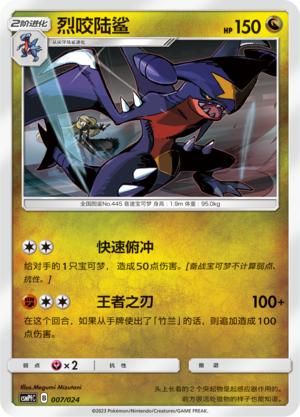 2阶进化
烈咬陆鲨
HP 150
从尖牙陆鲨进化
全国图鉴No.445 音速宝可梦 身高：1.9m 体重：95.0kg
快速俯冲
给对手的1只宝可梦，造成50点伤害。[备战宝可梦不计算弱点、
抗性。]
王者之刃 100+
在这个回合，如果从手牌使出了「竹兰」的话，则追加造成100
点伤害。
弱点 ×2 抗性 撤退
Illus.Megumi Mizutani
CSMPfC B 007/024
头上长着的2个突起物是起感应器作用的。
前方很远处猎物的样子也能知道。
©2023 Pokémon/Nintendo/Creatures/GAME FREAK.